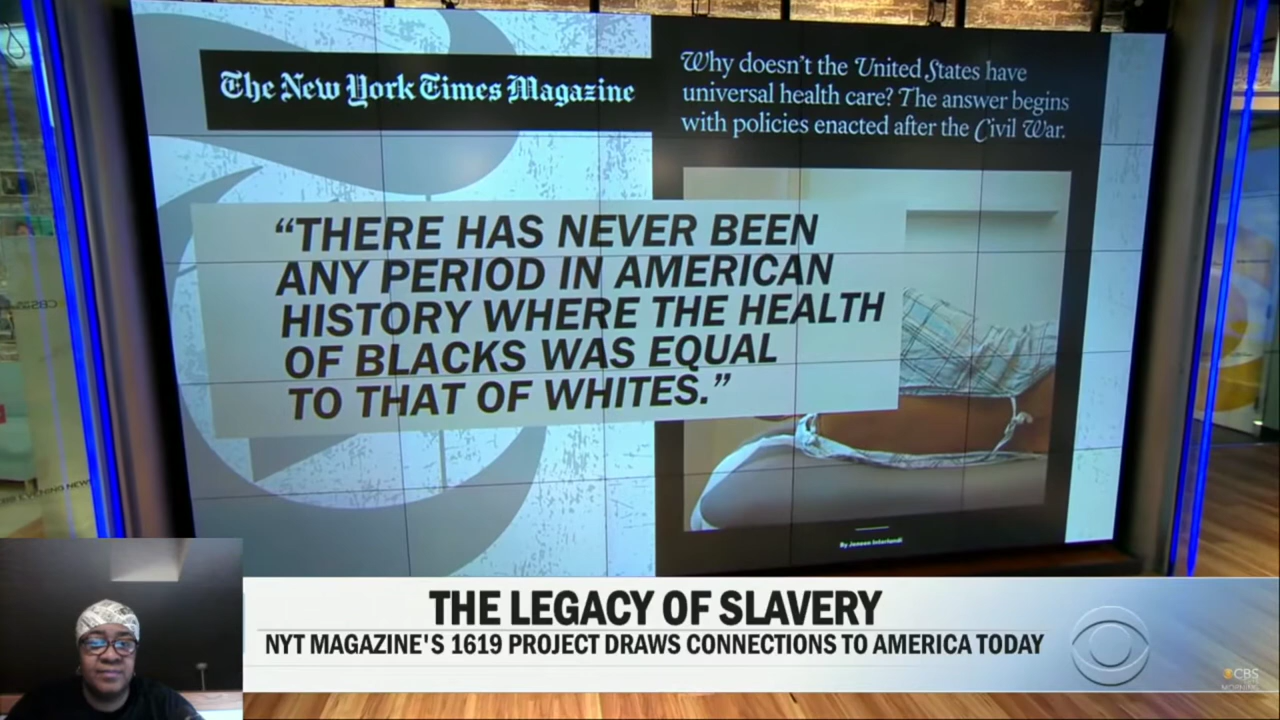 The New York Times Magazine
Why doesn't the United States have
universal health care? The answer begins
with policies enacted after the Civil War.
“THERE HAS NEVER BEEN
ANY PERIOD IN AMERICAN
HISTORY WHERE THE HEALTH
OF BLACKS WAS EQUAL
TO THAT OF WHITES.”
By Jeneen Interlandi
THE LEGACY OF SLAVERY
NYT MAGAZINE'S 1619 PROJECT DRAWS CONNECTIONS TO AMERICA TODAY
CBS